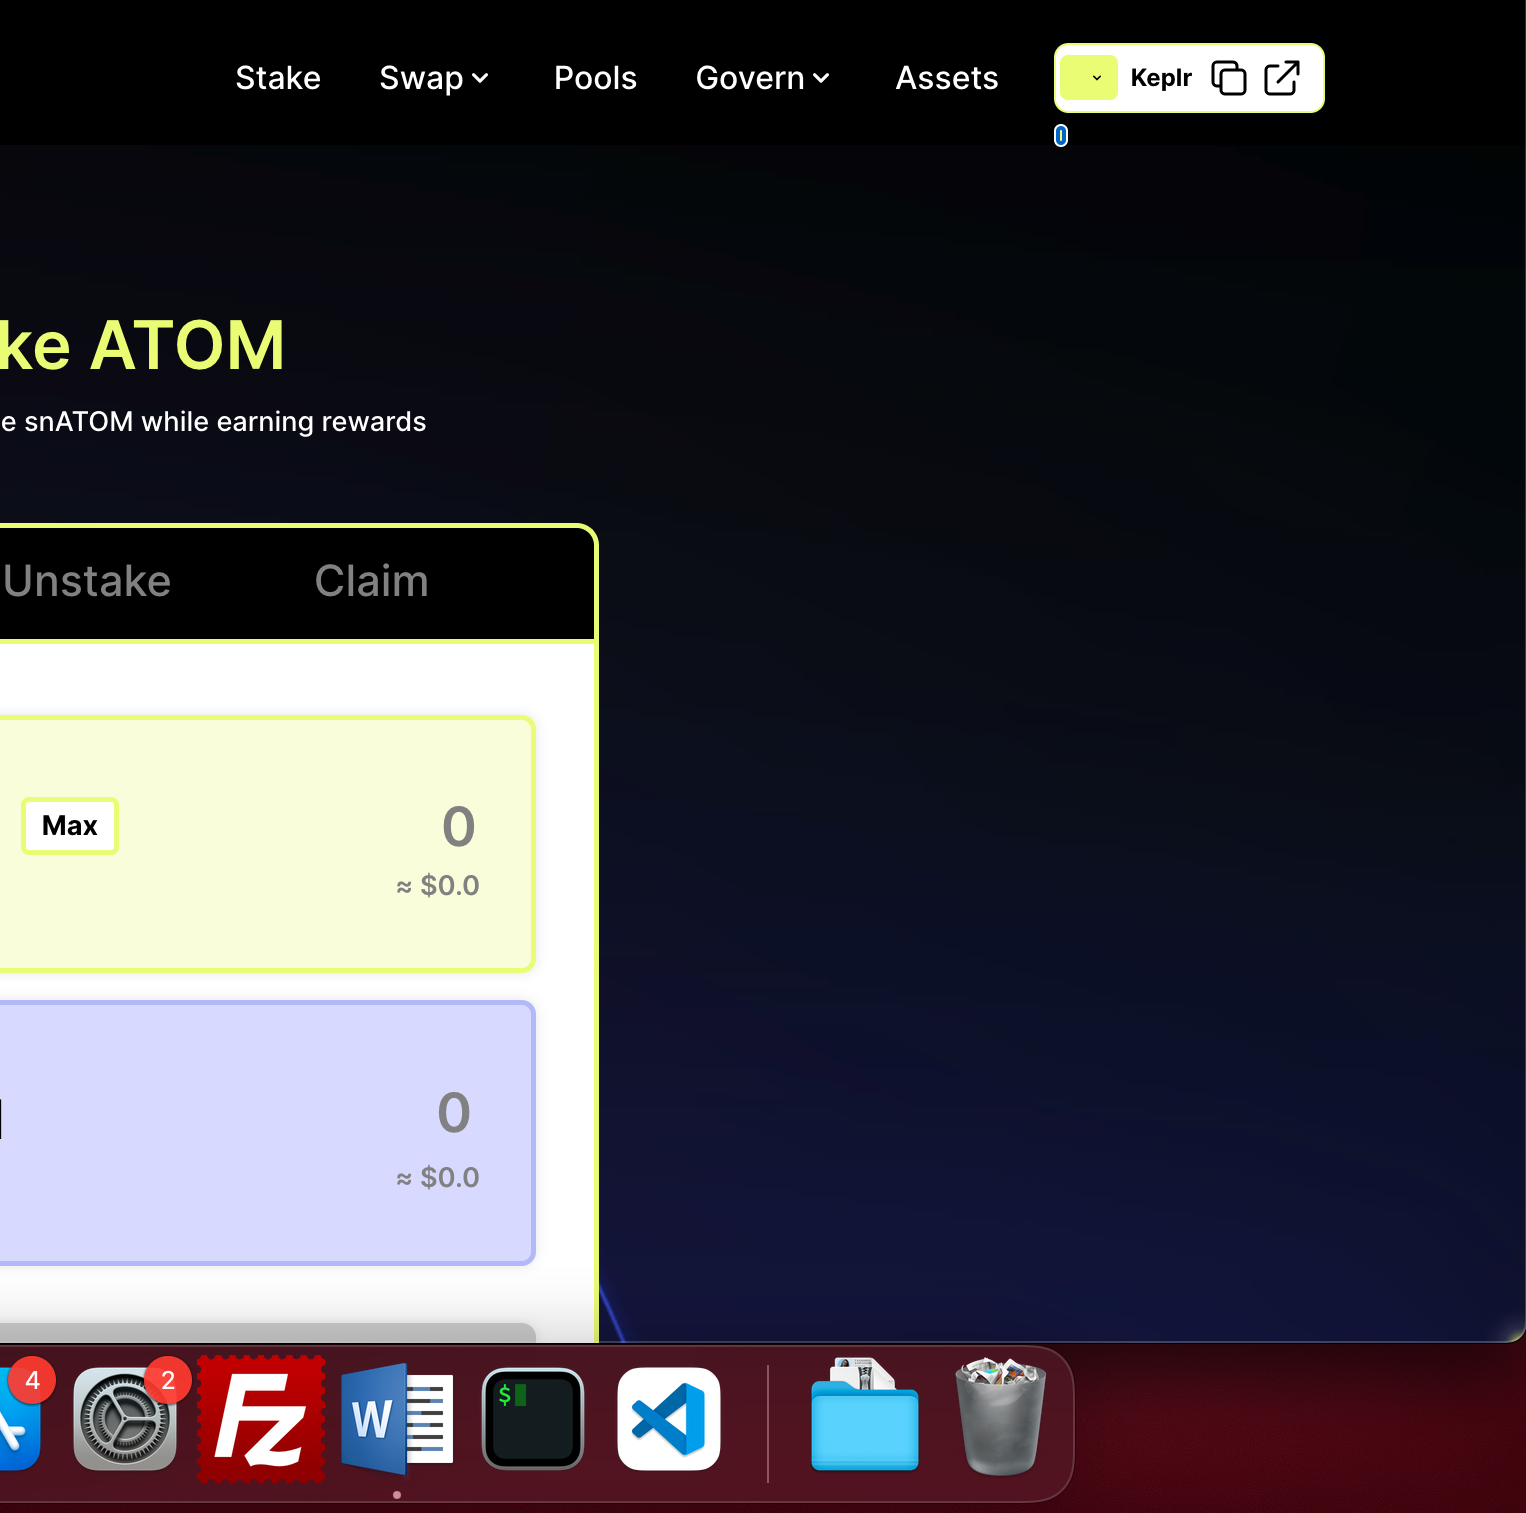 Stake Swap Pools Govern Assets Keplr
ke ATOM
e snATOM while earning rewards
Unstake Claim
Max 0
≈ $0.0
0
≈ $0.0
4 2 Fz W $